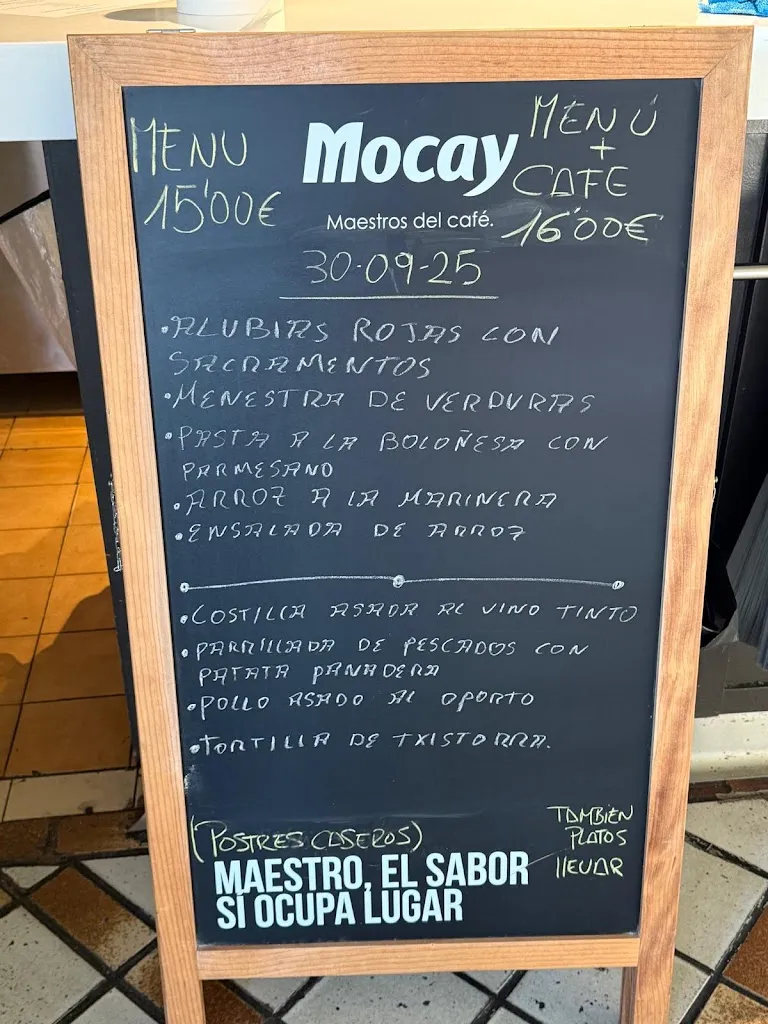 MENU
15'00€
Mocay
Maestros del café.
MENÚ
+
CAFE
16'00€
30-09-25
•ALUBIAS ROJAS CON
SACRAMENTOS
•MENESTRA DE VERDURAS
•PASTA A LA BOLOÑESA CON
PARMESANO
•ARROZ A LA MARINERA
•ENSALADA DE ARROZ
•COSTILLA ASADA AL VINO TINTO
•PARRILLADA DE PESCADOS CON
PATATA PANADERA
•POLLO ASADO AL OPORTO
•TORTILLA DE TXISTORRA.
(POSTRES CASEROS)
TAMBIEN
PLATOS
llEVAR
MAESTRO, EL SABOR
SÍ OCUPA LUGAR